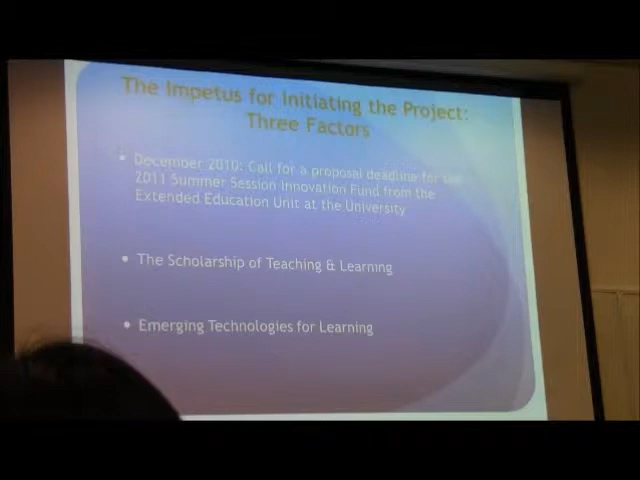 The Impetus for Initiating the Project:
Three Factors
• December 2010: Call for a proposal deadline for
2011 Summer Session Innovation Fund from the
Extended Education Unit at the University
• The Scholarship of Teaching & Learning
• Emerging Technologies for Learning